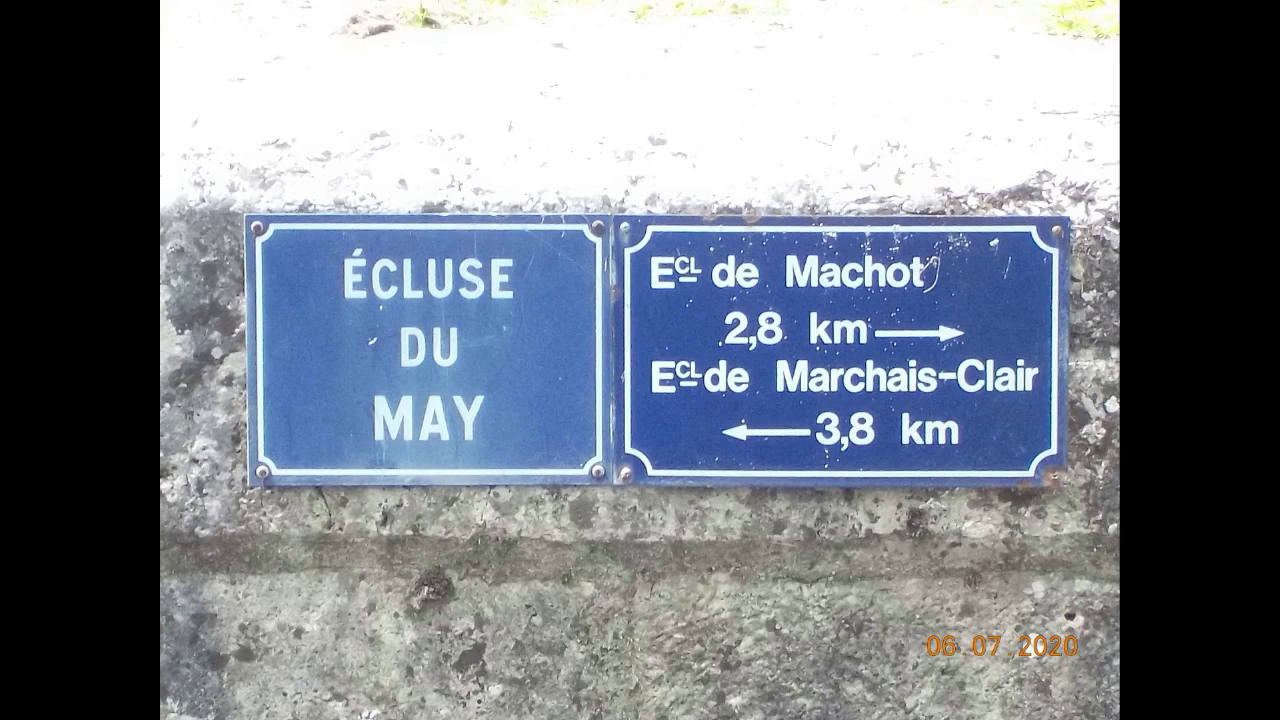 ÉCLUSE
DU
MAY
ECL de Machot
2,8 km →
ECL de Marchais-Clair
← 3,8 km
06.07.2020